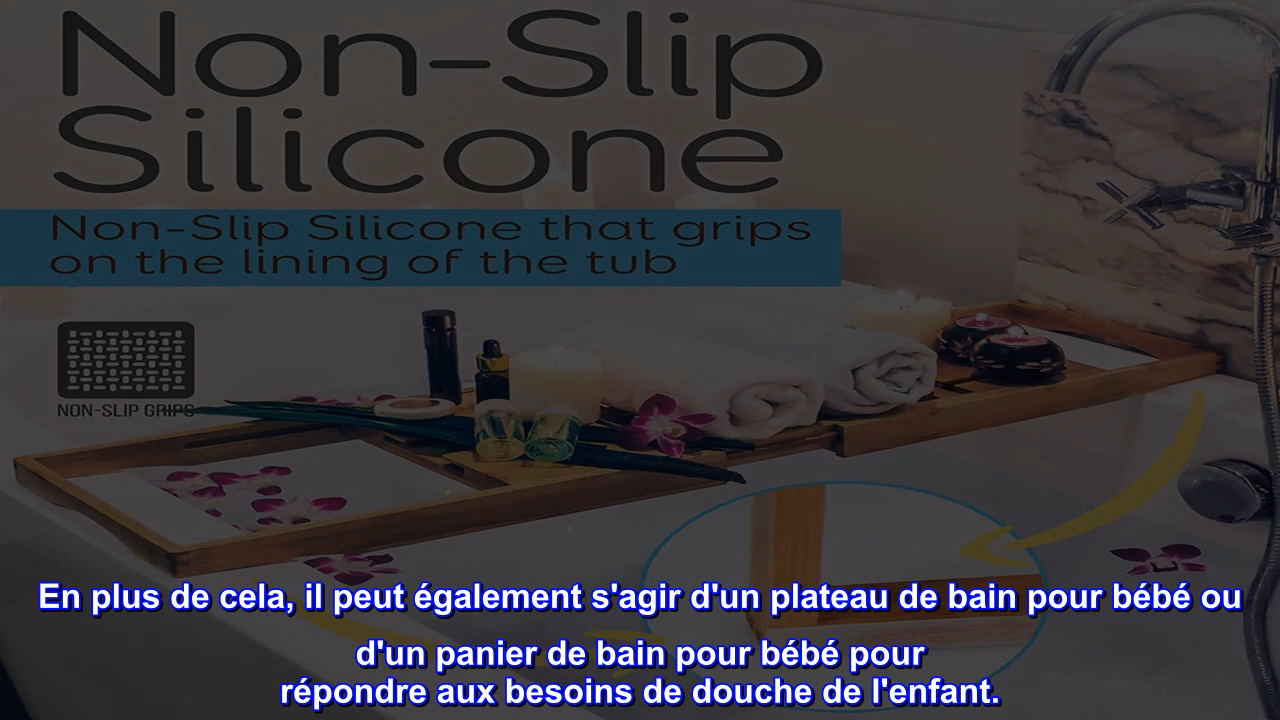 Non-Slip
Silicone
Non-Slip Silicone that grips
on the lining of the tub
NON-SLIP GRIPS
En plus de cela, il peut également s'agir d'un plateau de bain pour bébé ou
d'un panier de bain pour bébé pour
répondre aux besoins de douche de l'enfant.